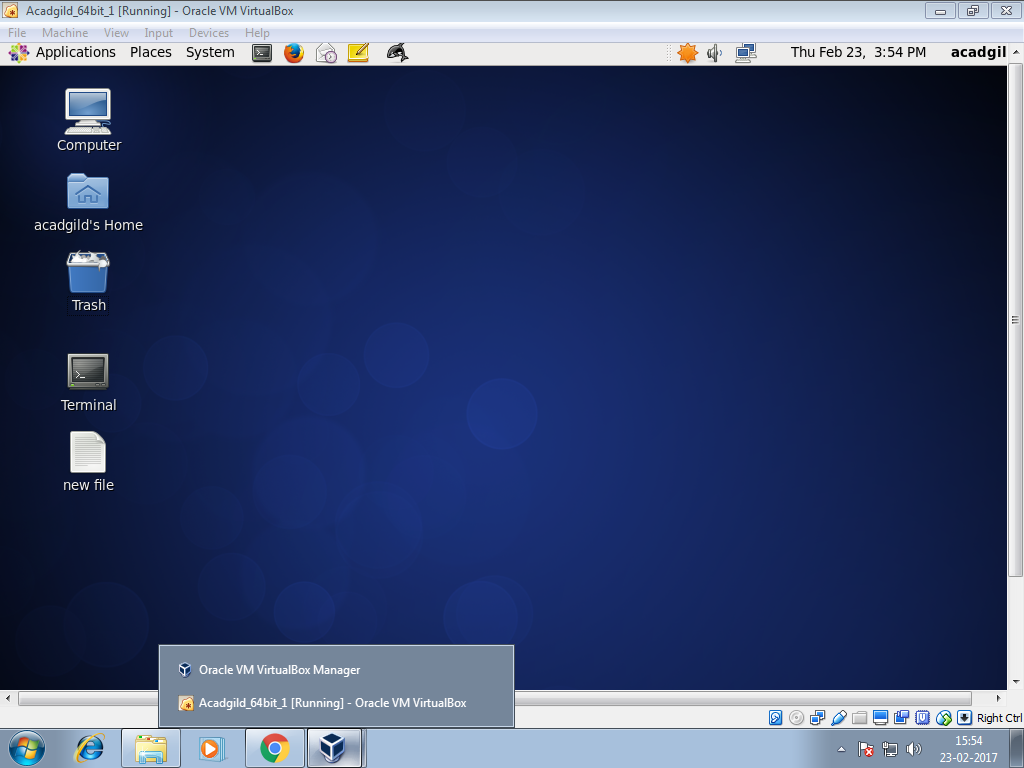 Acadgild_64bit_1 [Running] - Oracle VM VirtualBox
File Machine View Input Devices Help
Applications Places System Thu Feb 23, 3:54 PM acadgil
Computer
acadgild's Home
Trash
Terminal
new file
Oracle VM VirtualBox Manager
Acadgild_64bit_1 [Running] - Oracle VM VirtualBox
Right Ctrl
15:54
23-02-2017